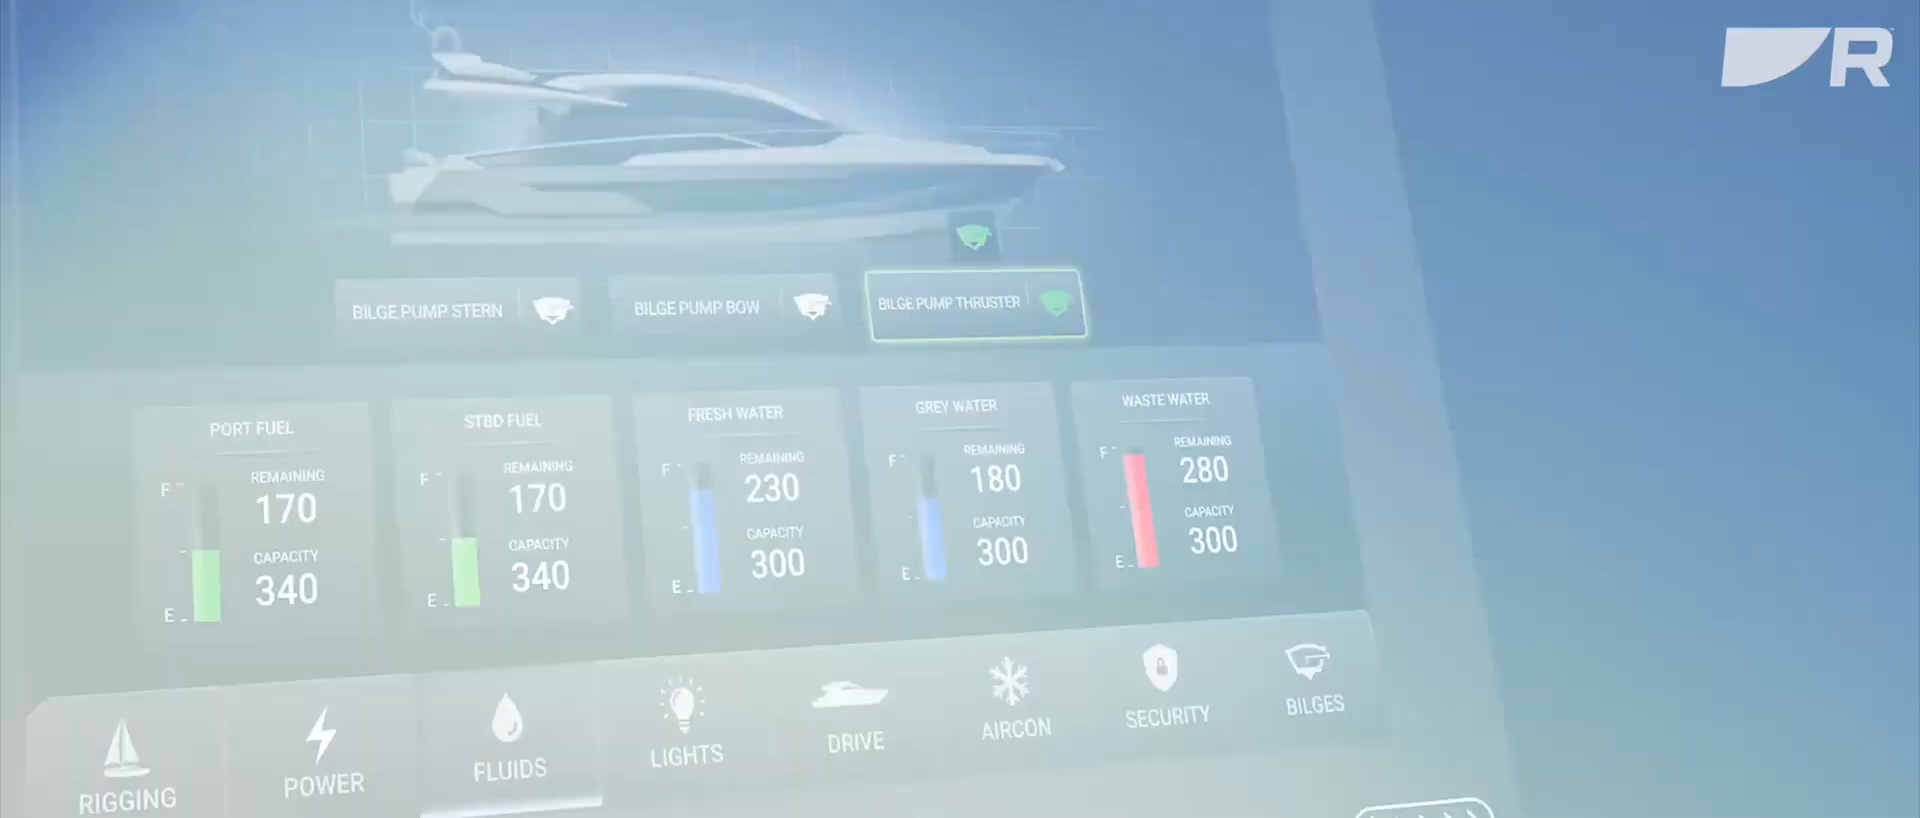 R
BILGE PUMP STERN
BILGE PUMP BOW
BILGE PUMP THRUSTER
PORT FUEL
F
REMAINING
170
CAPACITY
340
E
STBD FUEL
F
REMAINING
170
CAPACITY
340
E
FRESH WATER
F
REMAINING
230
CAPACITY
300
E
GREY WATER
F
REMAINING
180
CAPACITY
300
E
WASTE WATER
F
REMAINING
280
CAPACITY
300
E
RIGGING
POWER
FLUIDS
LIGHTS
DRIVE
AIRCON
SECURITY
BILGES